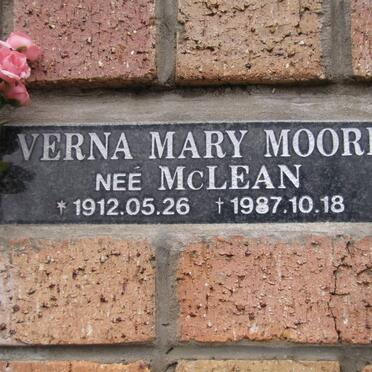 VERNA MARY MOORE
NEÉ McLEAN
* 1912.05.26 † 1987.10.18